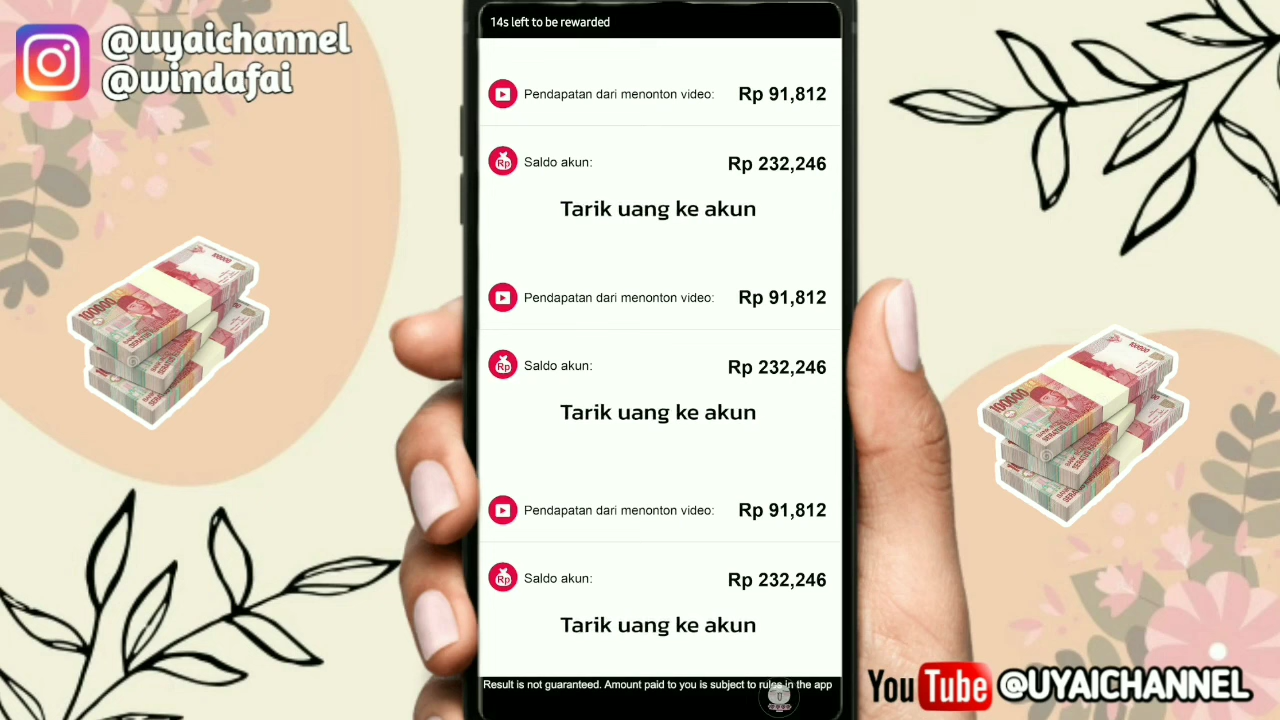 @uyaichannel
@windafai
14s left to be rewarded
Pendapatan dari menonton video: Rp 91,812
Saldo akun: Rp 232,246
Tarik uang ke akun
Pendapatan dari menonton video: Rp 91,812
Saldo akun: Rp 232,246
Tarik uang ke akun
Pendapatan dari menonton video: Rp 91,812
Saldo akun: Rp 232,246
Tarik uang ke akun
Result is not guaranteed. Amount paid to you is subject to rules in the app
100000
100000
YouTube @UYAICHANNEL